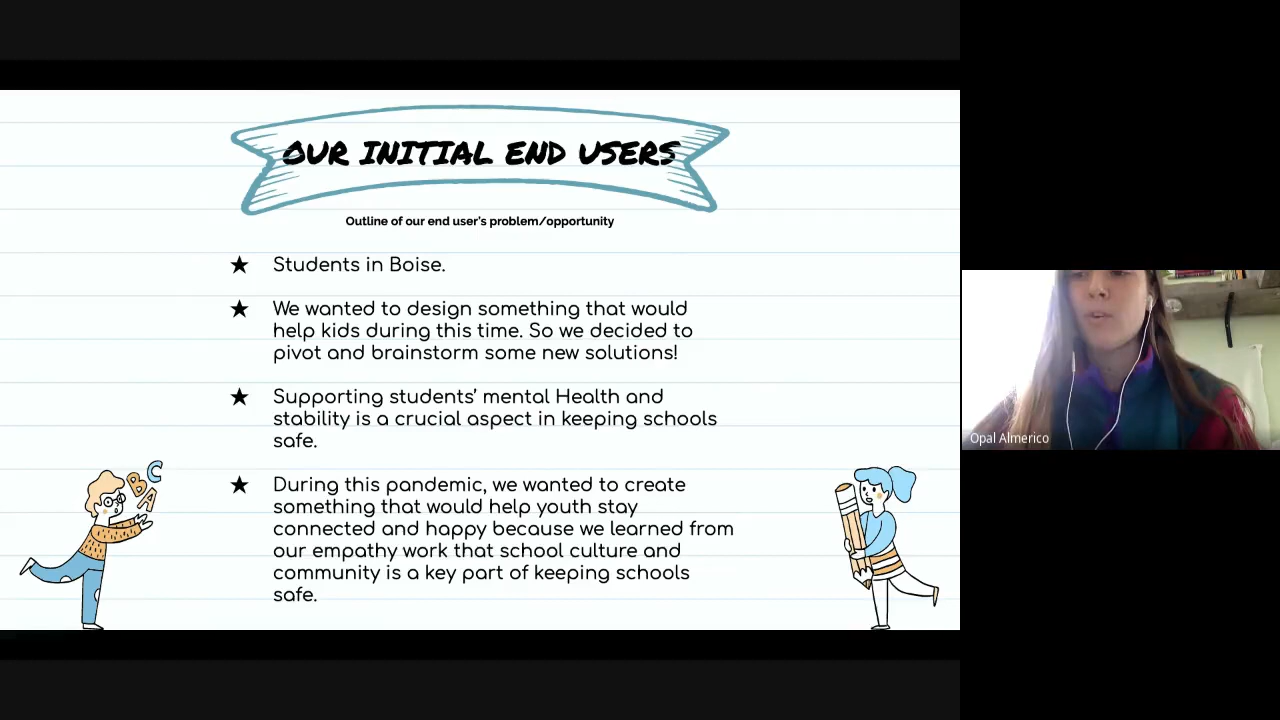 OUR INITIAL END USERS
Outline of our end user's problem/opportunity
★ Students in Boise.
★ We wanted to design something that would
help kids during this time. So we decided to
pivot and brainstorm some new solutions!
★ Supporting students' mental Health and
stability is a crucial aspect in keeping schools
safe.
★ During this pandemic, we wanted to create
something that would help youth stay
connected and happy because we learned from
our empathy work that school culture and
community is a key part of keeping schools
safe.
B C
A
Opal Almerico